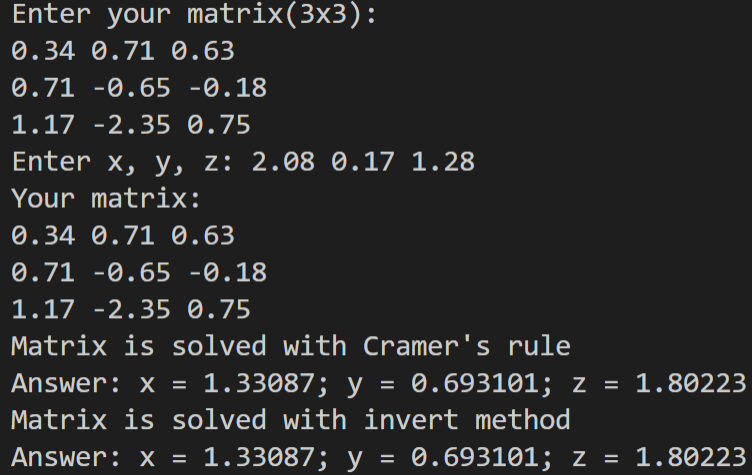 Enter your matrix(3x3):
0.34 0.71 0.63
0.71 -0.65 -0.18
1.17 -2.35 0.75
Enter x, y, z: 2.08 0.17 1.28
Your matrix:
0.34 0.71 0.63
0.71 -0.65 -0.18
1.17 -2.35 0.75
Matrix is solved with Cramer's rule
Answer: x = 1.33087; y = 0.693101; z = 1.80223
Matrix is solved with invert method
Answer: x = 1.33087; y = 0.693101; z = 1.80223